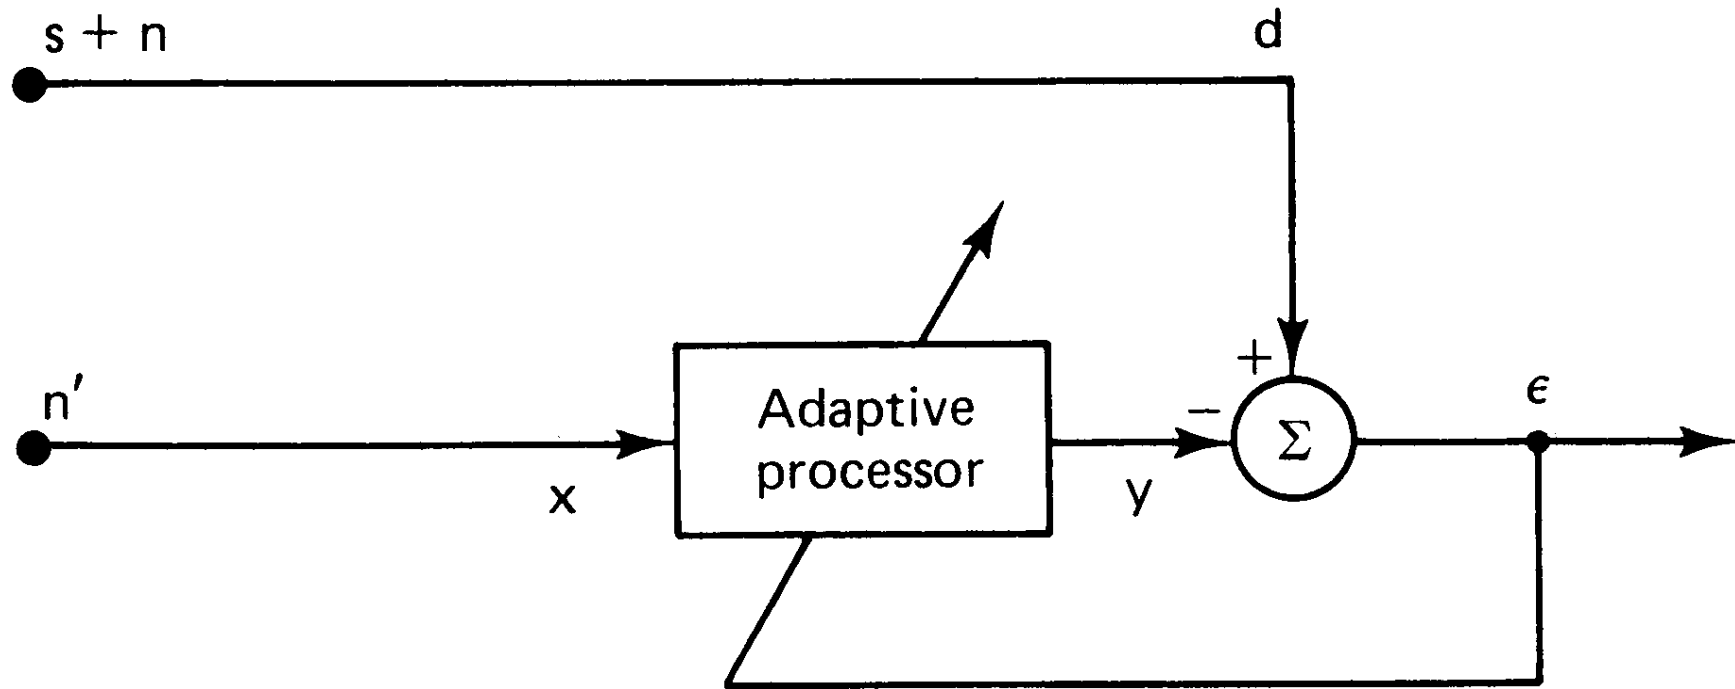 s + n
d
n′
x
Adaptive
processor
y
+
−
Σ
ϵ